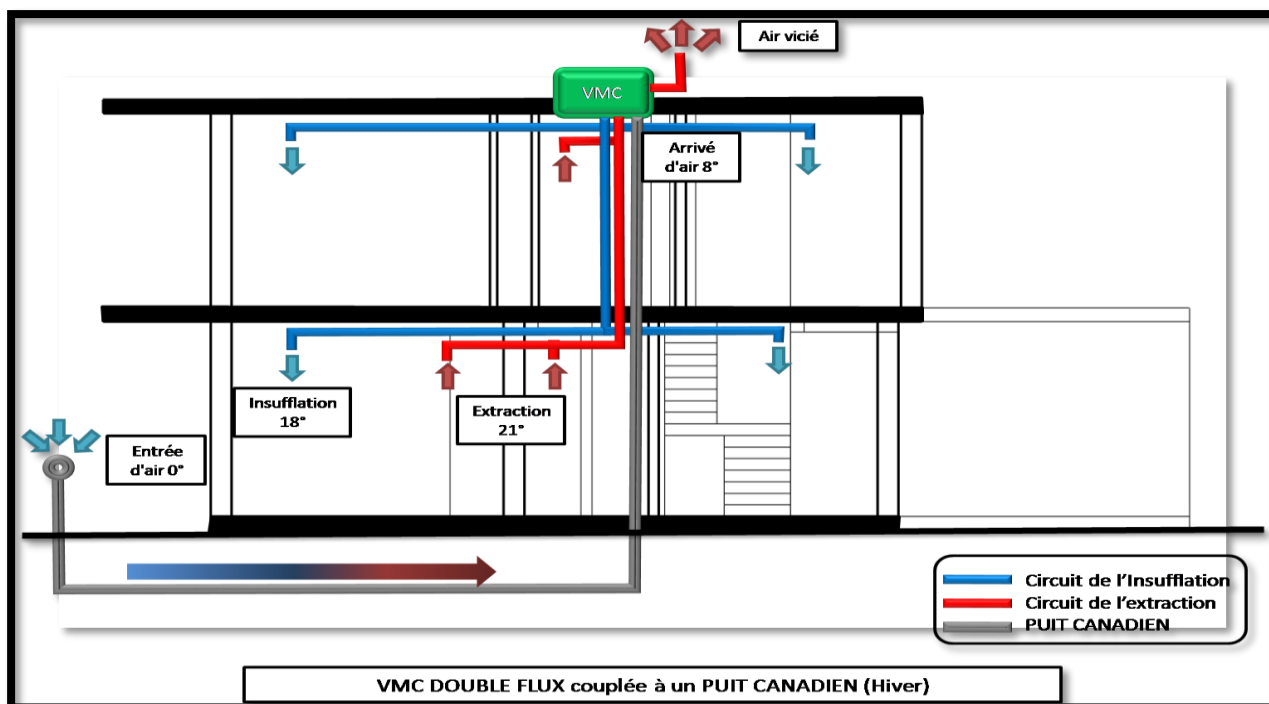 Air vicié
VMC
Arrivé
d'air 8°
Insufflation
18°
Extraction
21°
Entrée
d'air 0°
Circuit de l'Insufflation
Circuit de l'extraction
PUIT CANADIEN
VMC DOUBLE FLUX couplée à un PUIT CANADIEN (Hiver)